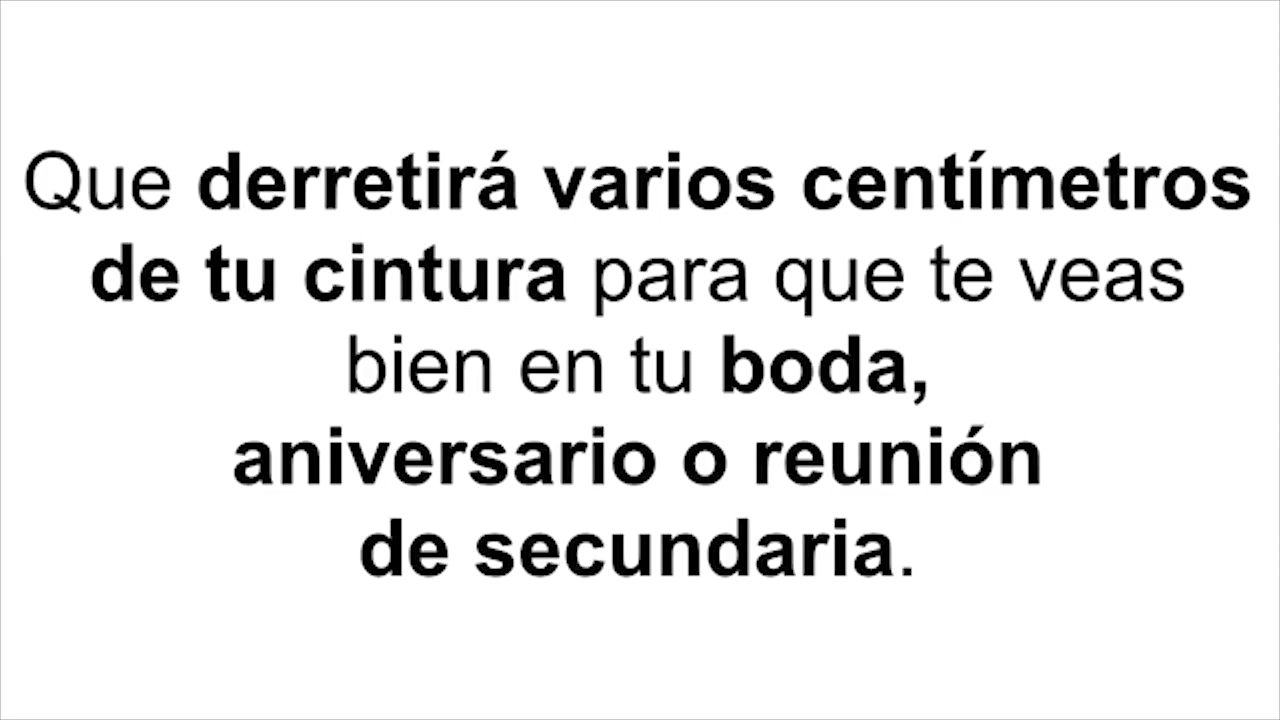 Que derretirá varios centímetros
de tu cintura para que te veas
bien en tu boda,
aniversario o reunión
de secundaria.